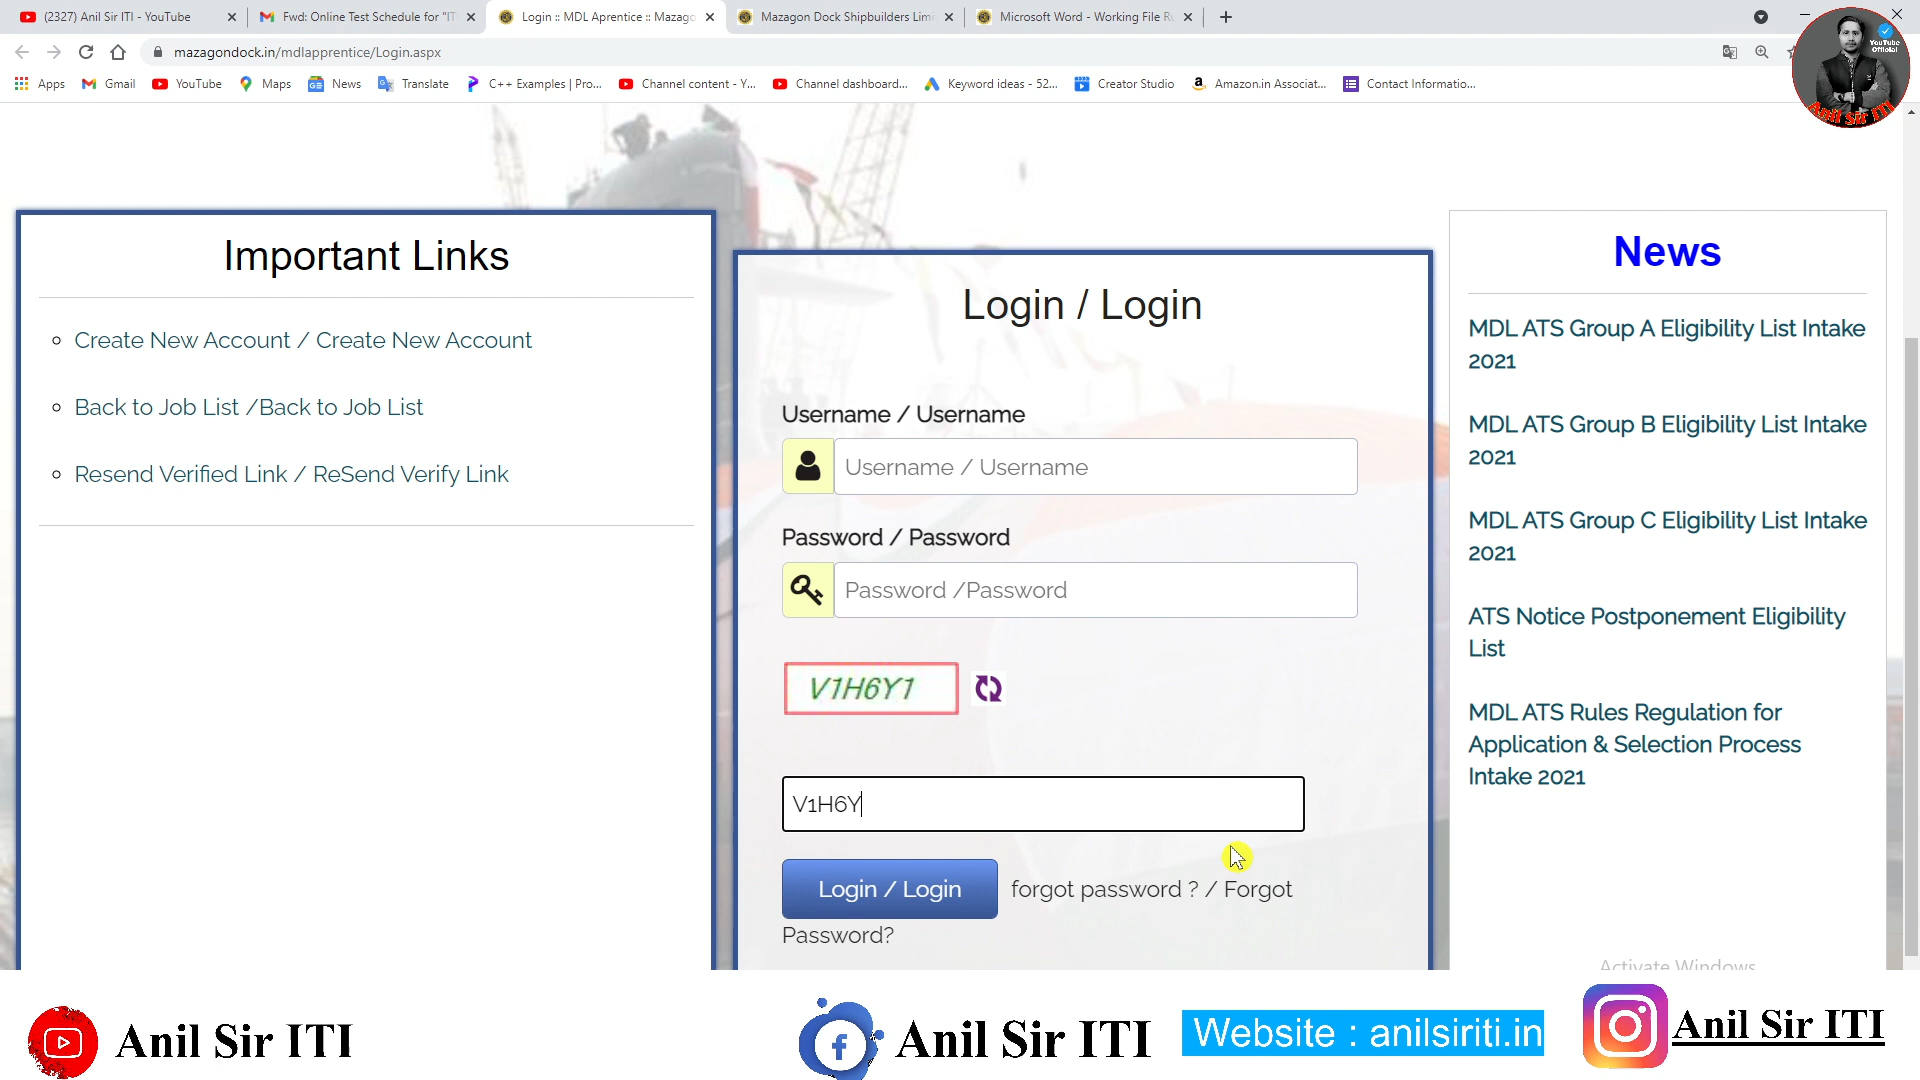 (2327) Anil Sir ITI - YouTube
Fwd: Online Test Schedule for "IT
Login :: MDL Aprentice :: Mazago
Mazagon Dock Shipbuilders Limi
Microsoft Word - Working File Ru
mazagondock.in/mdlapprentice/Login.aspx
YouTube
Official
Anil Sir ITI
Apps
Gmail
YouTube
Maps
News
Translate
C++ Examples | Pro...
Channel content - Y...
Channel dashboard...
Keyword ideas - 52...
Creator Studio
Amazon.in Associat...
Contact Informatio...
Important Links
Create New Account / Create New Account
Back to Job List /Back to Job List
Resend Verified Link / ReSend Verify Link
Login / Login
Username / Username
Username / Username
Password / Password
Password /Password
V1H6Y1
V1H6Y
Login / Login
forgot password ? / Forgot
Password?
News
MDL ATS Group A Eligibility List Intake
2021
MDL ATS Group B Eligibility List Intake
2021
MDL ATS Group C Eligibility List Intake
2021
ATS Notice Postponement Eligibility
List
MDL ATS Rules Regulation for
Application & Selection Process
Intake 2021
Activate Windows
Anil Sir ITI
Anil Sir ITI
Website : anilsiriti.in
Anil Sir ITI